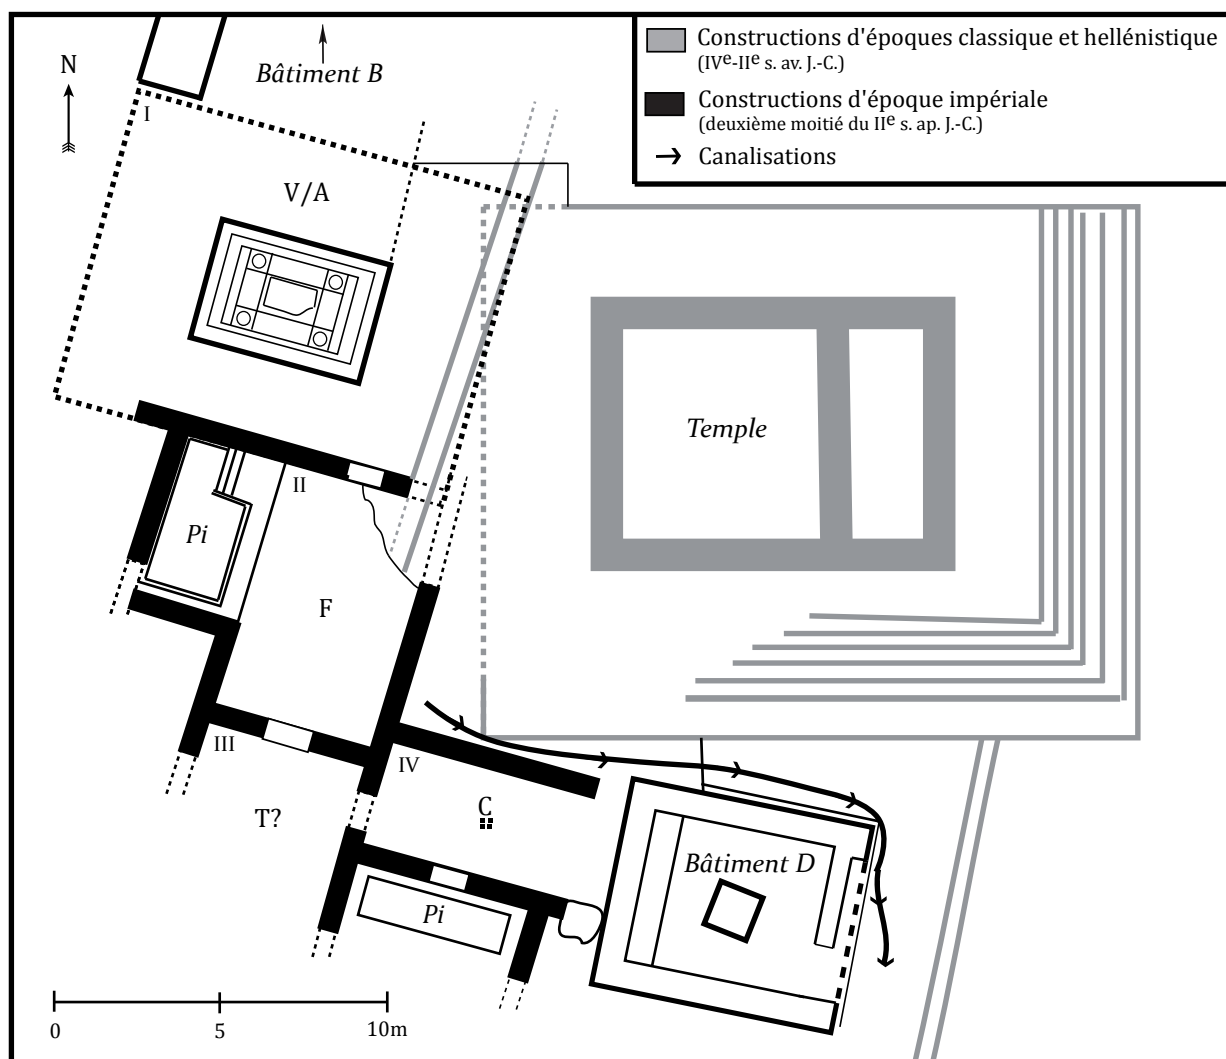 Constructions d'époques classique et hellénistique
(IVe-IIe s. av. J.-C.)
Constructions d'époque impériale
(deuxième moitié du IIe s. ap. J.-C.)
Canalisations
N
Bâtiment B
I
V/A
Temple
II
Pi
F
III
IV
T?
C
Bâtiment D
Pi
0
5
10m